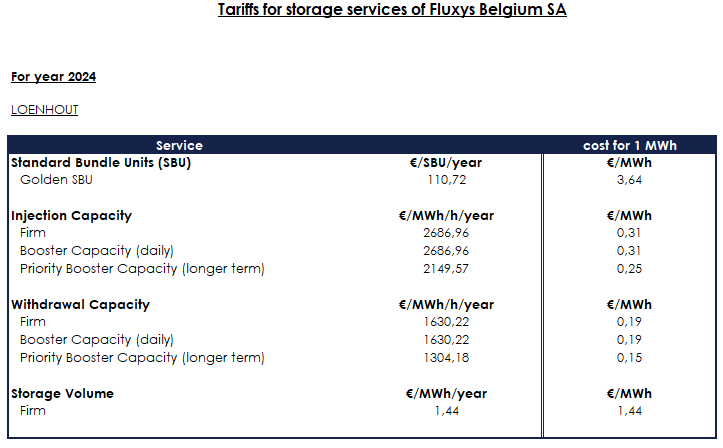 Tariffs for storage services of Fluxys Belgium SA
For year 2024
LOENHOUT
Service cost for 1 MWh
Standard Bundle Units (SBU) €/SBU/year €/MWh
Golden SBU 110,72 3,64
Injection Capacity €/MWh/h/year €/MWh
Firm 2686,96 0,31
Booster Capacity (daily) 2686,96 0,31
Priority Booster Capacity (longer term) 2149,57 0,25
Withdrawal Capacity €/MWh/h/year €/MWh
Firm 1630,22 0,19
Booster Capacity (daily) 1630,22 0,19
Priority Booster Capacity (longer term) 1304,18 0,15
Storage Volume €/MWh/year €/MWh
Firm 1,44 1,44